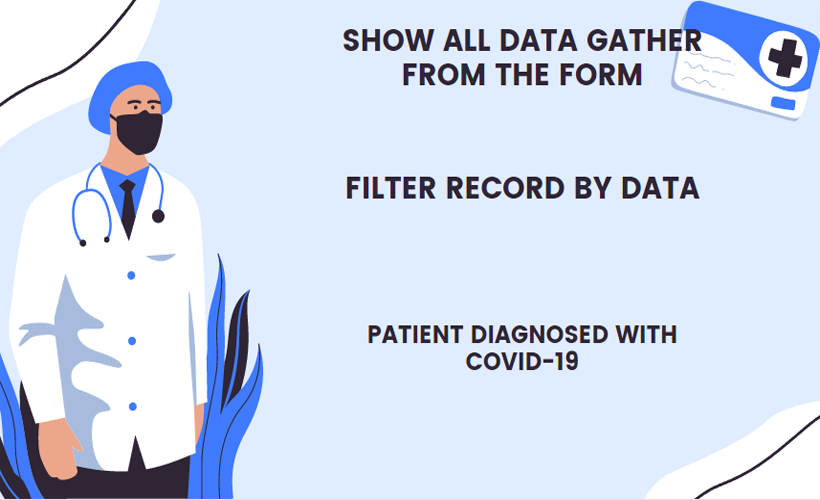 SHOW ALL DATA GATHER
FROM THE FORM
FILTER RECORD BY DATA
PATIENT DIAGNOSED WITH
COVID-19